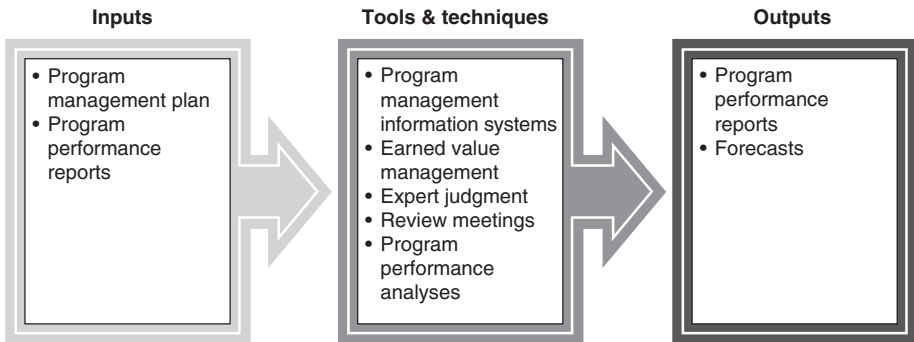 Inputs
• Program
management plan
• Program
performance
reports
Tools & techniques
• Program
management
information systems
• Earned value
management
• Expert judgment
• Review meetings
• Program
performance
analyses
Outputs
• Program
performance
reports
• Forecasts